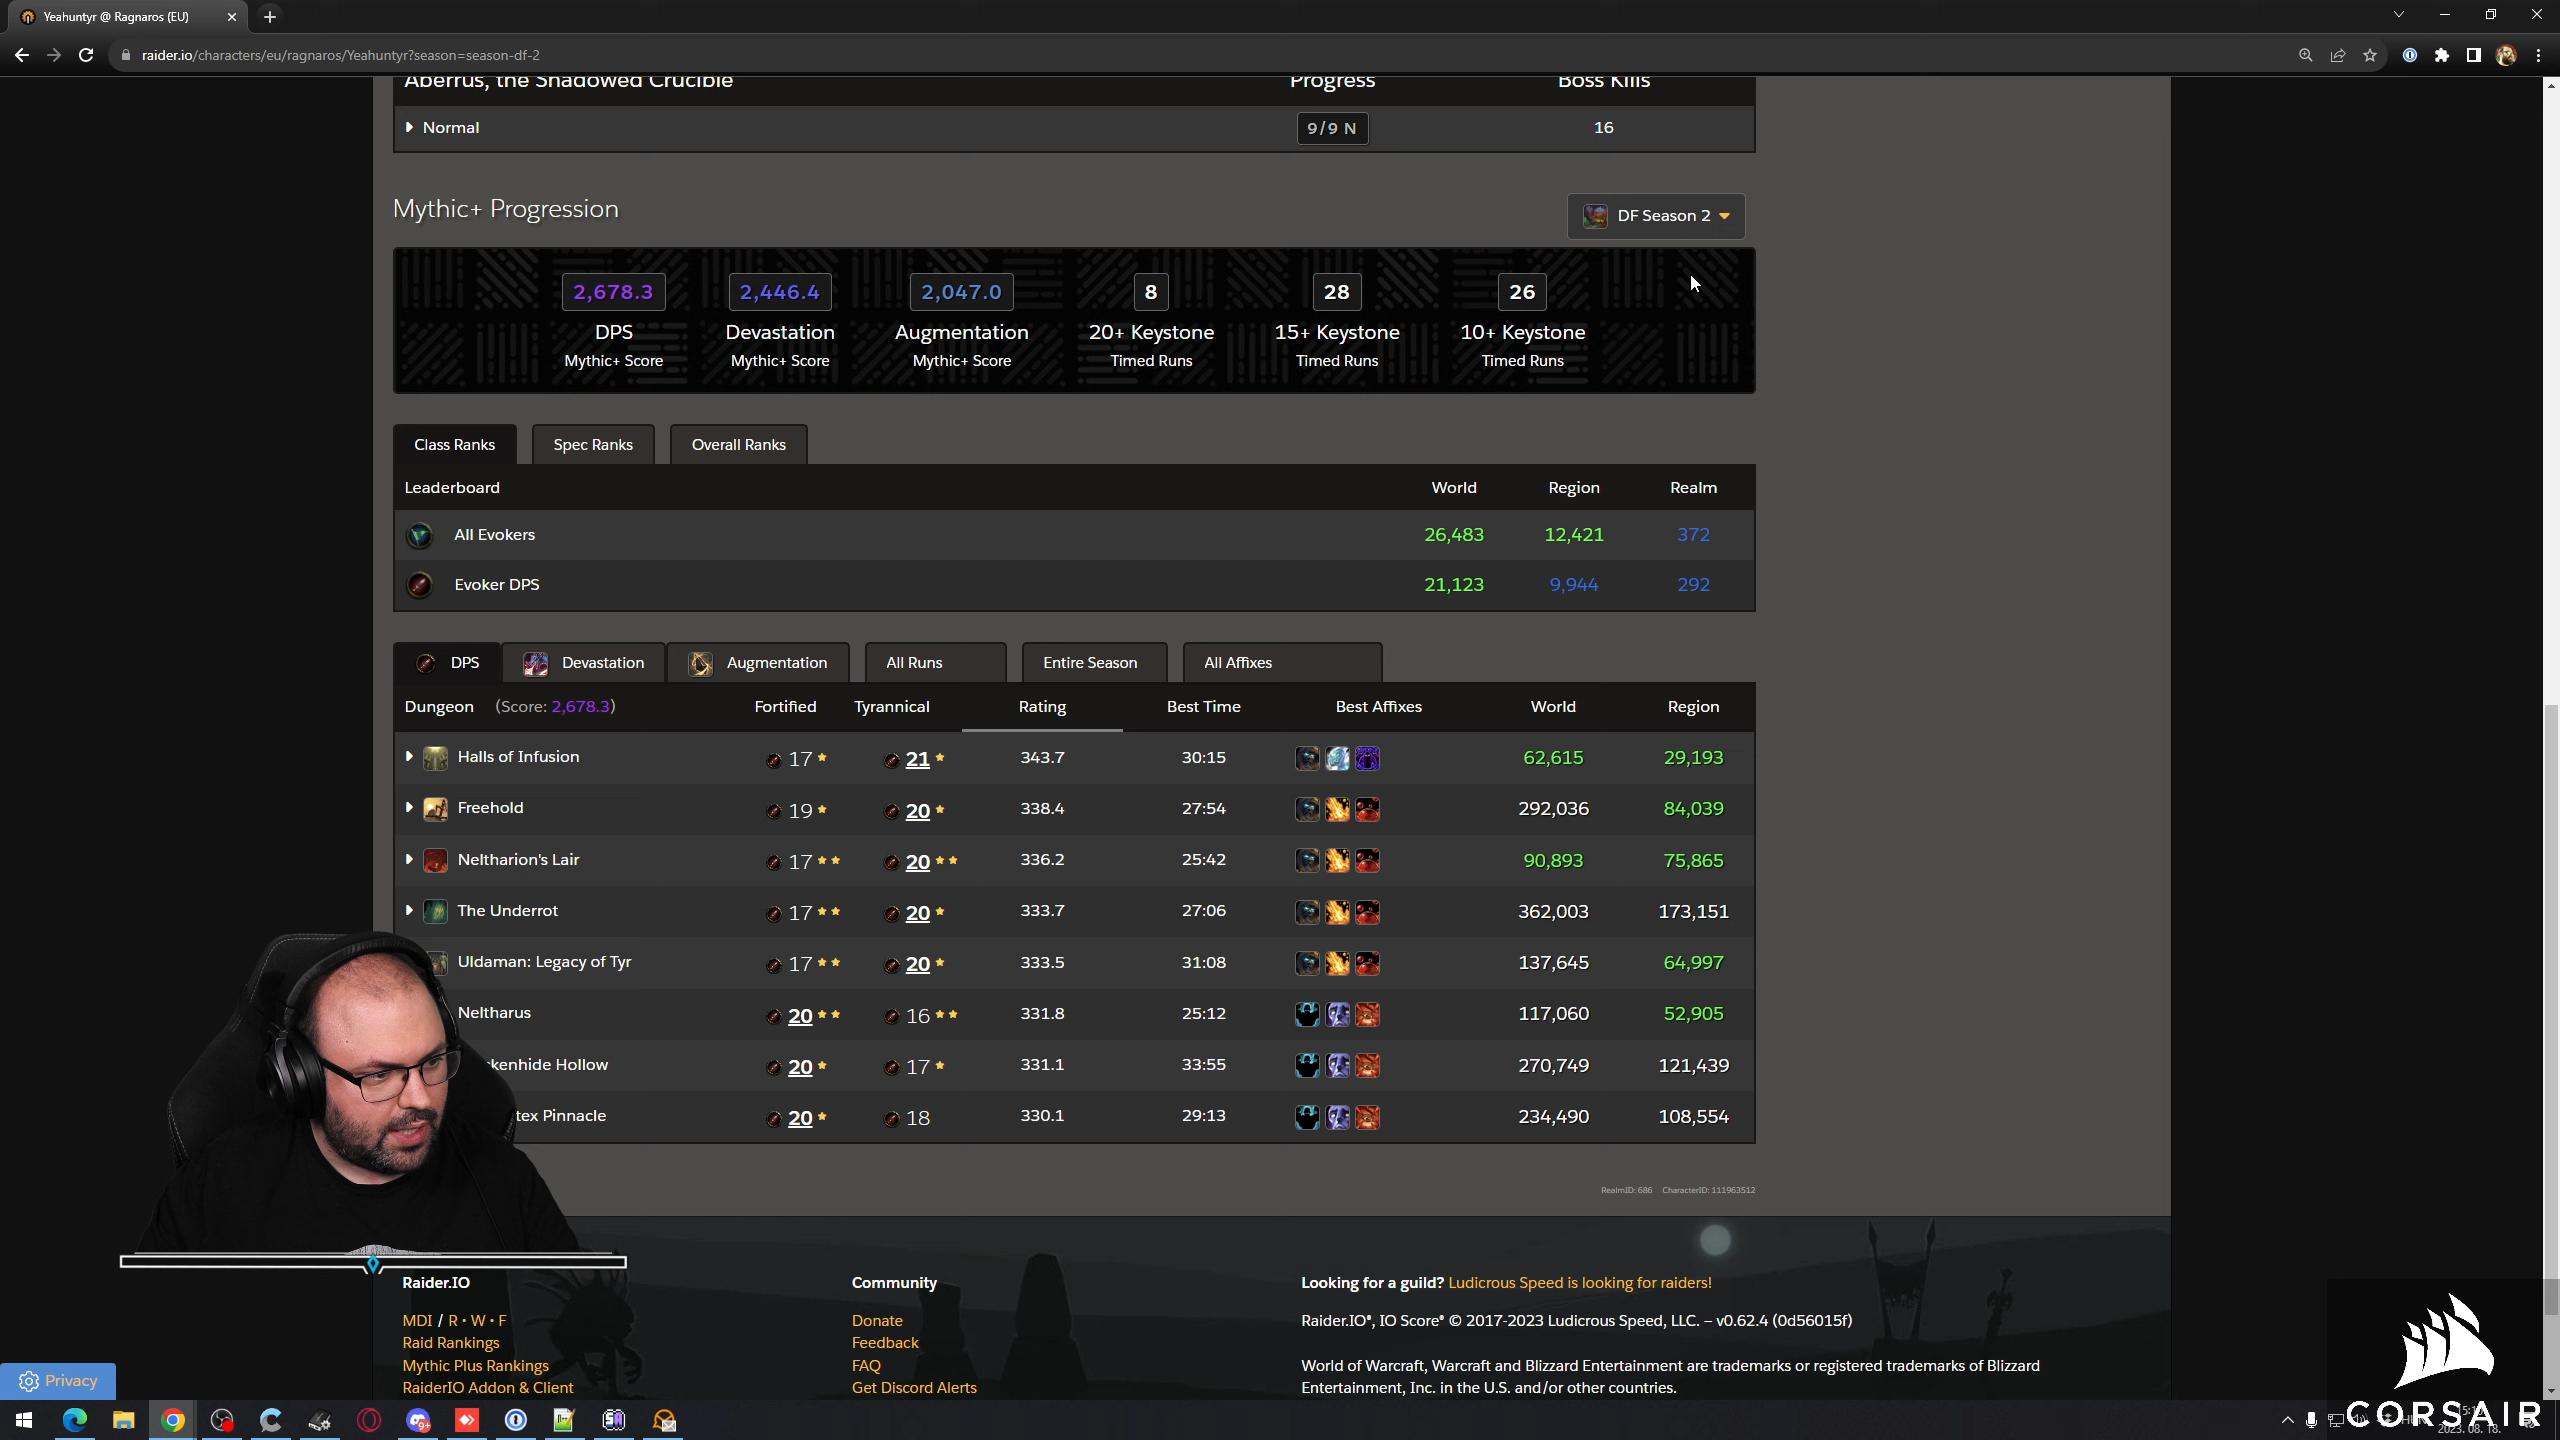 Yeahuntyr @ Ragnaros (EU)
raider.io/characters/eu/ragnaros/Yeahuntyr?season=season-df-2
Aberrus, the Shadowed Crucible Progress Boss Kills
Normal 9/9 N 16
Mythic+ Progression DF Season 2
2,678.3 2,446.4 2,047.0 8 28 26
DPS Devastation Augmentation 20+ Keystone 15+ Keystone 10+ Keystone
Mythic+ Score Mythic+ Score Mythic+ Score Timed Runs Timed Runs Timed Runs
Class Ranks Spec Ranks Overall Ranks
Leaderboard World Region Realm
All Evokers 26,483 12,421 372
Evoker DPS 21,123 9,944 292
DPS Devastation Augmentation All Runs Entire Season All Affixes
Dungeon (Score: 2,678.3) Fortified Tyrannical Rating Best Time Best Affixes World Region
Halls of Infusion 17 21 343.7 30:15 62,615 29,193
Freehold 19 20 338.4 27:54 292,036 84,039
Neltharion's Lair 17 20 336.2 25:42 90,893 75,865
The Underrot 17 20 333.7 27:06 362,003 173,151
Uldaman: Legacy of Tyr 17 20 333.5 31:08 137,645 64,997
Neltharus 20 16 331.8 25:12 117,060 52,905
kenhide Hollow 20 17 331.1 33:55 270,749 121,439
tex Pinnacle 20 18 330.1 29:13 234,490 108,554
RealmID: 686 CharacterID: 111963512
Raider.IO Community Looking for a guild? Ludicrous Speed is looking for raiders!
MDI / R • W • F Donate Raider.IO®, IO Score® © 2017-2023 Ludicrous Speed, LLC. – v0.62.4 (0d56015f)
Raid Rankings Feedback
Mythic Plus Rankings FAQ World of Warcraft, Warcraft and Blizzard Entertainment are trademarks or registered trademarks of Blizzard
RaiderIO Addon & Client Get Discord Alerts Entertainment, Inc. in the U.S. and/or other countries.
Privacy
CORSAIR
2023. 08. 18.